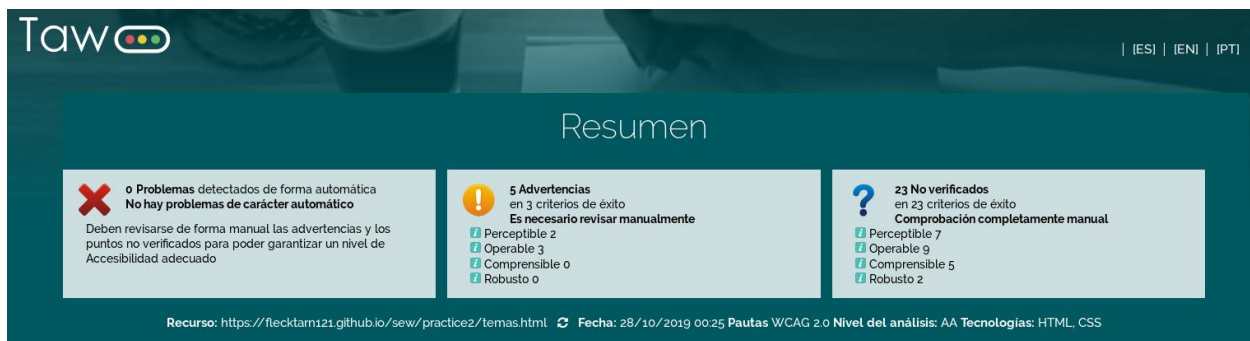 Taw
| [ES] | [EN] | [PT]
Resumen
0 Problemas detectados de forma automática
No hay problemas de carácter automático
Deben revisarse de forma manual las advertencias y los
puntos no verificados para poder garantizar un nivel de
Accesibilidad adecuado
5 Advertencias
en 3 criterios de éxito
Es necesario revisar manualmente
Perceptible 2
Operable 3
Comprensible 0
Robusto 0
23 No verificados
en 23 criterios de éxito
Comprobación completamente manual
Perceptible 7
Operable 9
Comprensible 5
Robusto 2
Recurso: https://flecktarn121.github.io/sew/practice2/temas.html Fecha: 28/10/2019 00:25 Pautas WCAG 2.0 Nivel del análisis: AA Tecnologías: HTML, CSS